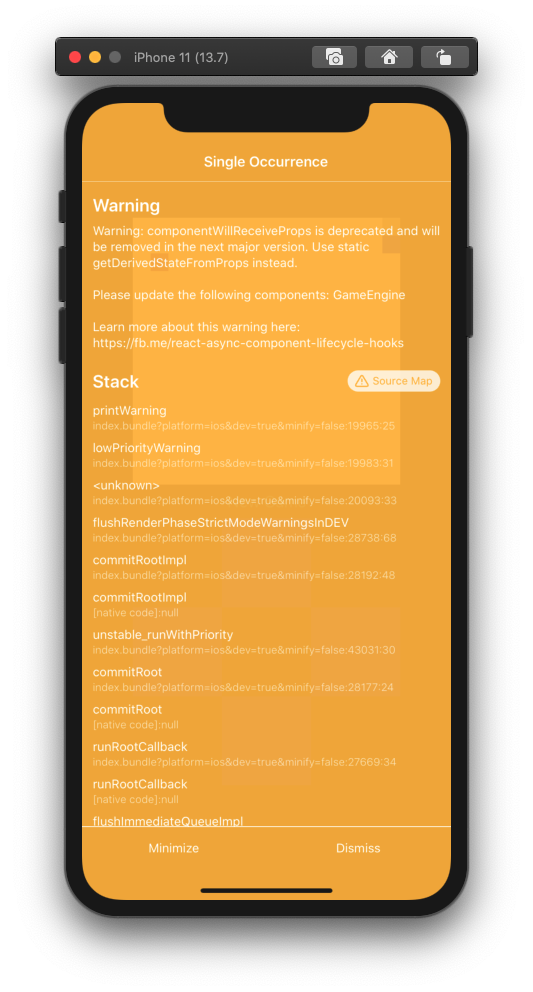 iPhone 11 (13.7)
Single Occurrence
Warning
Warning: componentWillReceiveProps is deprecated and will
be removed in the next major version. Use static
getDerivedStateFromProps instead.
Please update the following components: GameEngine
Learn more about this warning here:
https://fb.me/react-async-component-lifecycle-hooks
Stack
Source Map
printWarning
index.bundle?platform=ios&dev=true&minify=false:19965:25
lowPriorityWarning
index.bundle?platform=ios&dev=true&minify=false:19983:31
<unknown>
index.bundle?platform=ios&dev=true&minify=false:20093:33
flushRenderPhaseStrictModeWarningsInDEV
index.bundle?platform=ios&dev=true&minify=false:28738:68
commitRootImpl
index.bundle?platform=ios&dev=true&minify=false:28192:48
commitRootImpl
[native code]:null
unstable_runWithPriority
index.bundle?platform=ios&dev=true&minify=false:43031:30
commitRoot
index.bundle?platform=ios&dev=true&minify=false:28177:24
commitRoot
[native code]:null
runRootCallback
index.bundle?platform=ios&dev=true&minify=false:27669:34
runRootCallback
[native code]:null
flushImmediateQueueImpl
Minimize
Dismiss